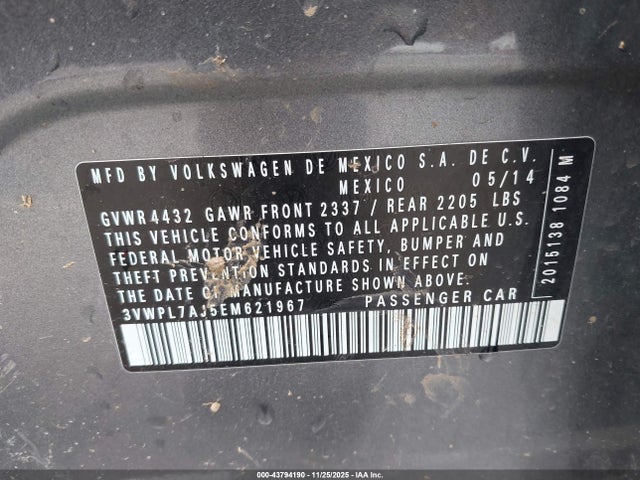 MFD BY VOLKSWAGEN DE MEXICO S.A. DE C.V.
MEXICO 05/14
GVWR4432 GAWR FRONT 2337 / REAR 2205 LBS
THIS VEHICLE CONFORMS TO ALL APPLICABLE U.S.
FEDERAL MOTOR VEHICLE SAFETY, BUMPER AND
THEFT PREVENTION STANDARDS IN EFFECT ON
THE DATE OF MANUFACTURE SHOWN ABOVE.
3VWPL7AJ5EM621967 PASSENGER CAR
2015138 1084 M
000-43794190 - 11/25/2025 - IAA Inc.